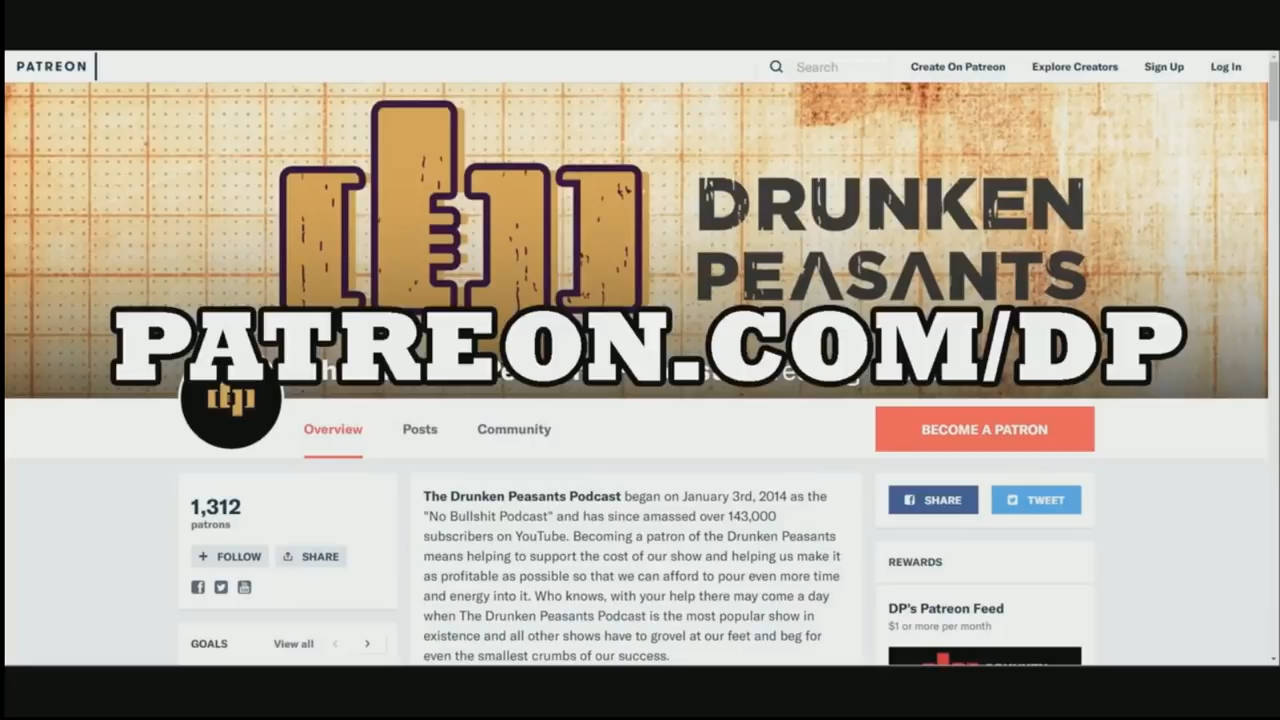 PATREON
Search
Create On Patreon
Explore Creators
Sign Up
Log In
DRUNKEN
PEASANTS
PATREON.COM/DP
dp
Overview
Posts
Community
BECOME A PATRON
1,312
patrons
+ FOLLOW
SHARE
GOALS
View all
The Drunken Peasants Podcast began on January 3rd, 2014 as the
"No Bullshit Podcast" and has since amassed over 143,000
subscribers on YouTube. Becoming a patron of the Drunken Peasants
means helping to support the cost of our show and helping us make it
as profitable as possible so that we can afford to pour even more time
and energy into it. Who knows, with your help there may come a day
when The Drunken Peasants Podcast is the most popular show in
existence and all other shows have to grovel at our feet and beg for
even the smallest crumbs of our success.
SHARE
TWEET
REWARDS
DP's Patreon Feed
$1 or more per month